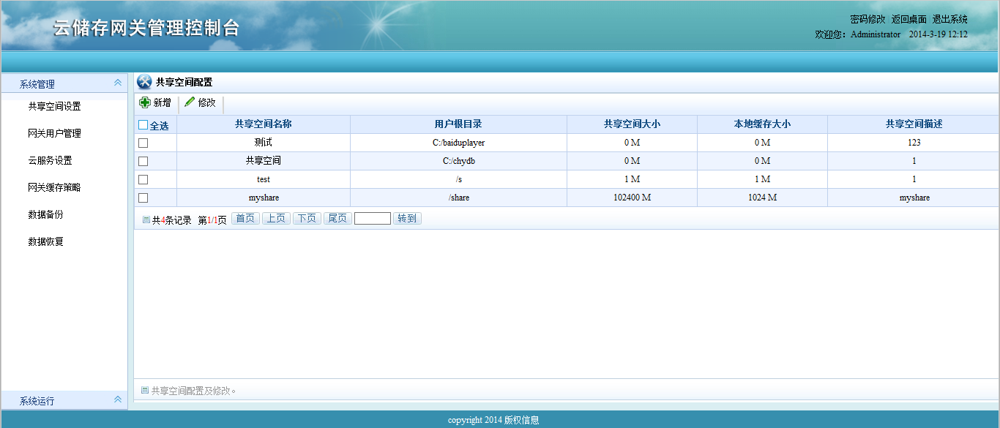 云储存网关管理控制台
密码修改 返回桌面 退出系统
欢迎您：Administrator 2014-3-19 12:12
系统管理
共享空间设置
网关用户管理
云服务设置
网关缓存策略
数据备份
数据恢复
系统运行
共享空间配置
新增 修改
全选 共享空间名称 用户根目录 共享空间大小 本地缓存大小 共享空间描述
测试 C:/baiduplayer 0 M 0 M 123
共享空间 C:/chydb 0 M 0 M 1
test /s 1 M 1 M 1
myshare /share 102400 M 1024 M myshare
共4条记录 第1/1页 首页 上页 下页 尾页 转到
共享空间配置及修改。
copyright 2014 版权信息